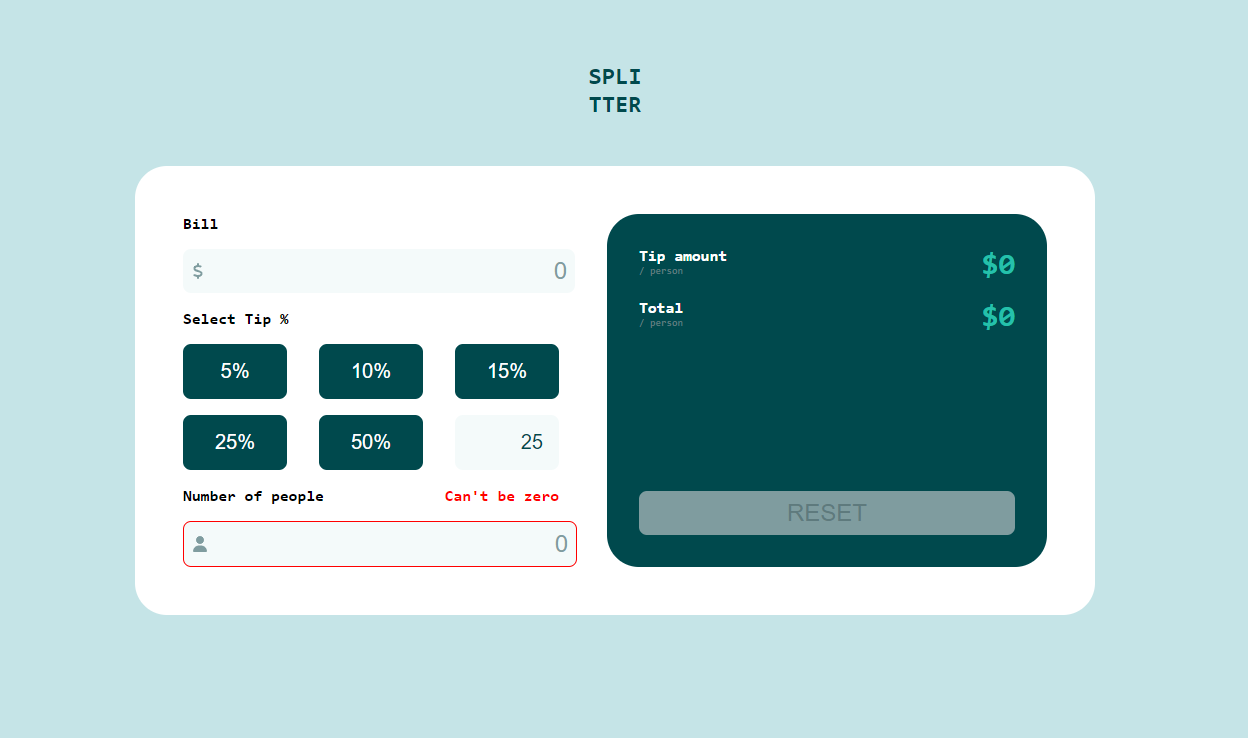 SPLI
TTER
Bill
$ 0
Select Tip %
5% 10% 15%
25% 50% 25
Number of people Can't be zero
0
Tip amount $0
/ person
Total $0
/ person
RESET